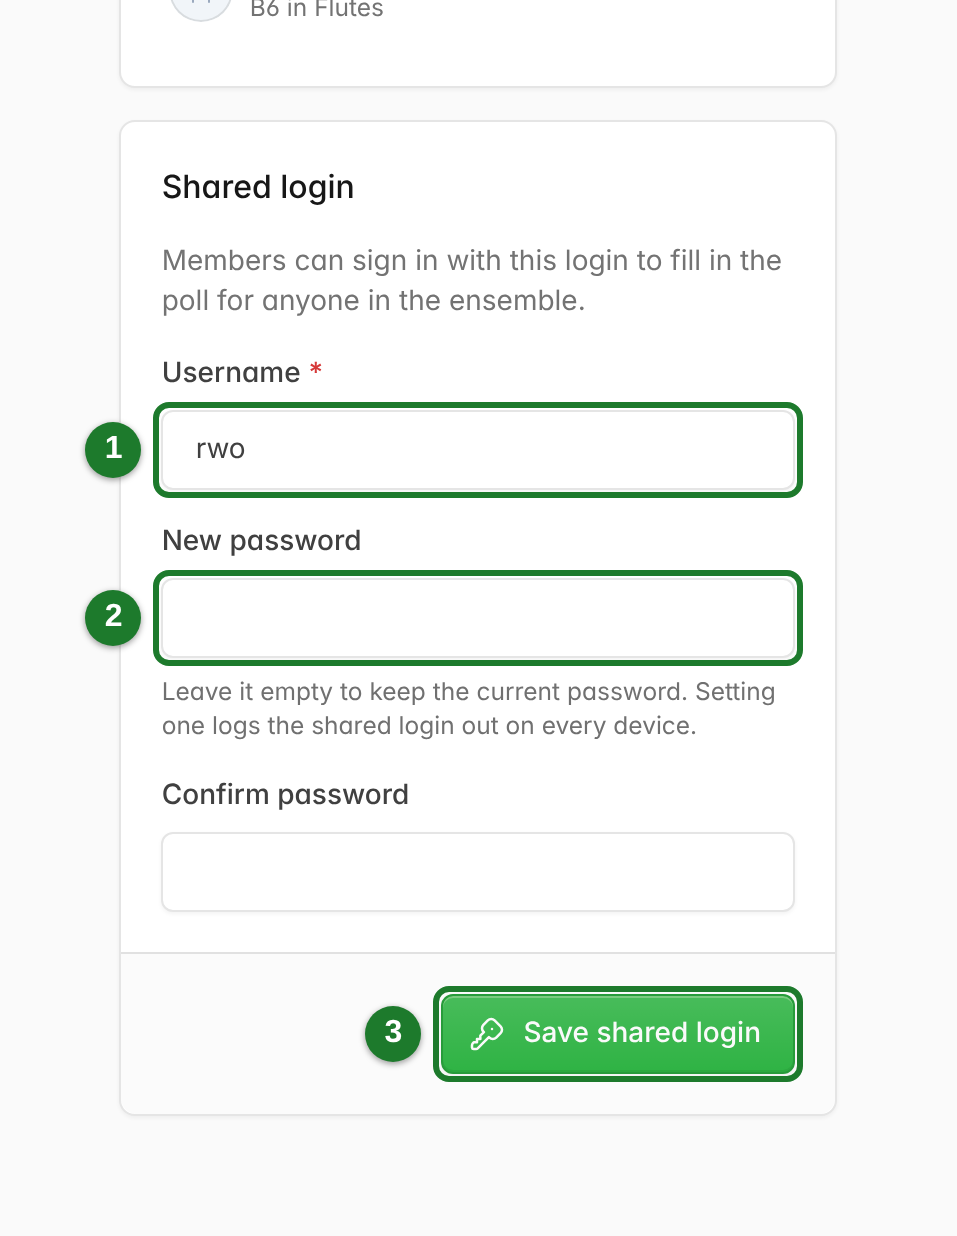 B6 in Flutes
Shared login
Members can sign in with this login to fill in the
poll for anyone in the ensemble.
Username *
1
rwo
New password
2
Leave it empty to keep the current password. Setting
one logs the shared login out on every device.
Confirm password
3
Save shared login